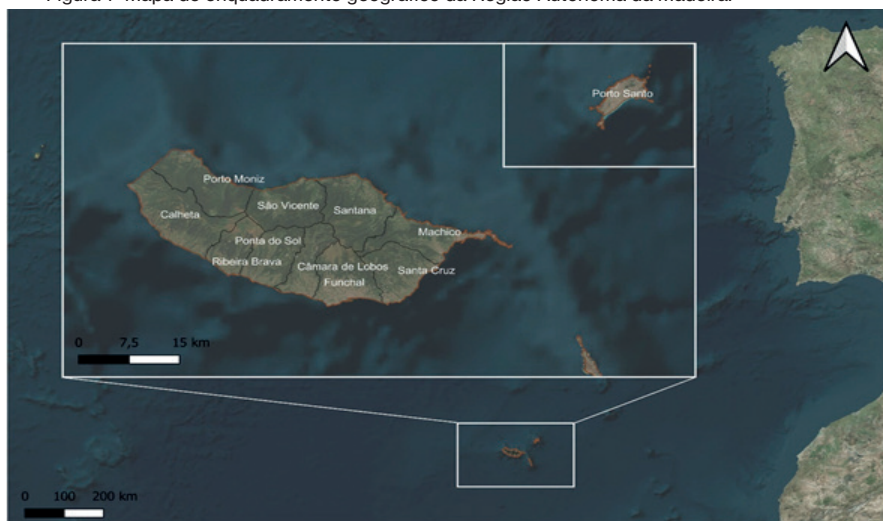 Figura 1- Mapa do enquadramento geográfico da Região Autónoma da Madeira.
Porto Santo
Porto Moniz
São Vicente
Santana
Calheta
Machico
Ponta do Sol
Ribeira Brava
Câmara de Lobos
Santa Cruz
Funchal
0 7,5 15 km
0 100 200 km